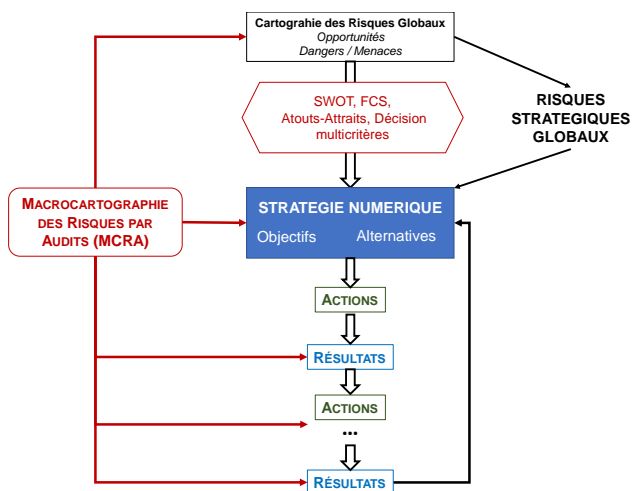 Cartograhie des Risques Globaux
Opportunités
Dangers / Menaces
SWOT, FCS,
Atouts-Attraits, Décision
multicritères
RISQUES
STRATEGIQUES
GLOBAUX
MACROCARTOGRAPHIE
DES RISQUES PAR
AUDITS (MCRA)
STRATEGIE NUMERIQUE
Objectifs Alternatives
ACTIONS
RÉSULTATS
ACTIONS
...
RÉSULTATS